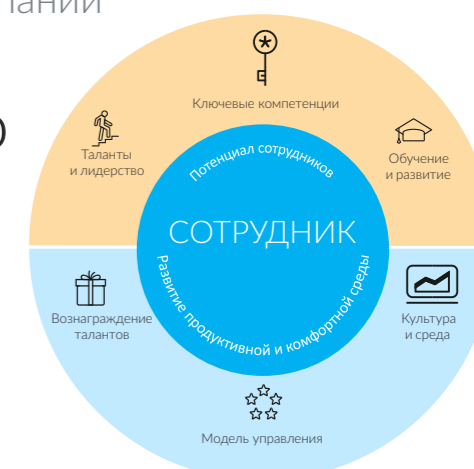 Ключевые компетенции
Таланты
и лидерство
Обучение
и развитие
Потенциал сотрудников
СОТРУДНИК
Развитие продуктивной и комфортной среды
Вознаграждение
талантов
Культура
и среда
Модель управления